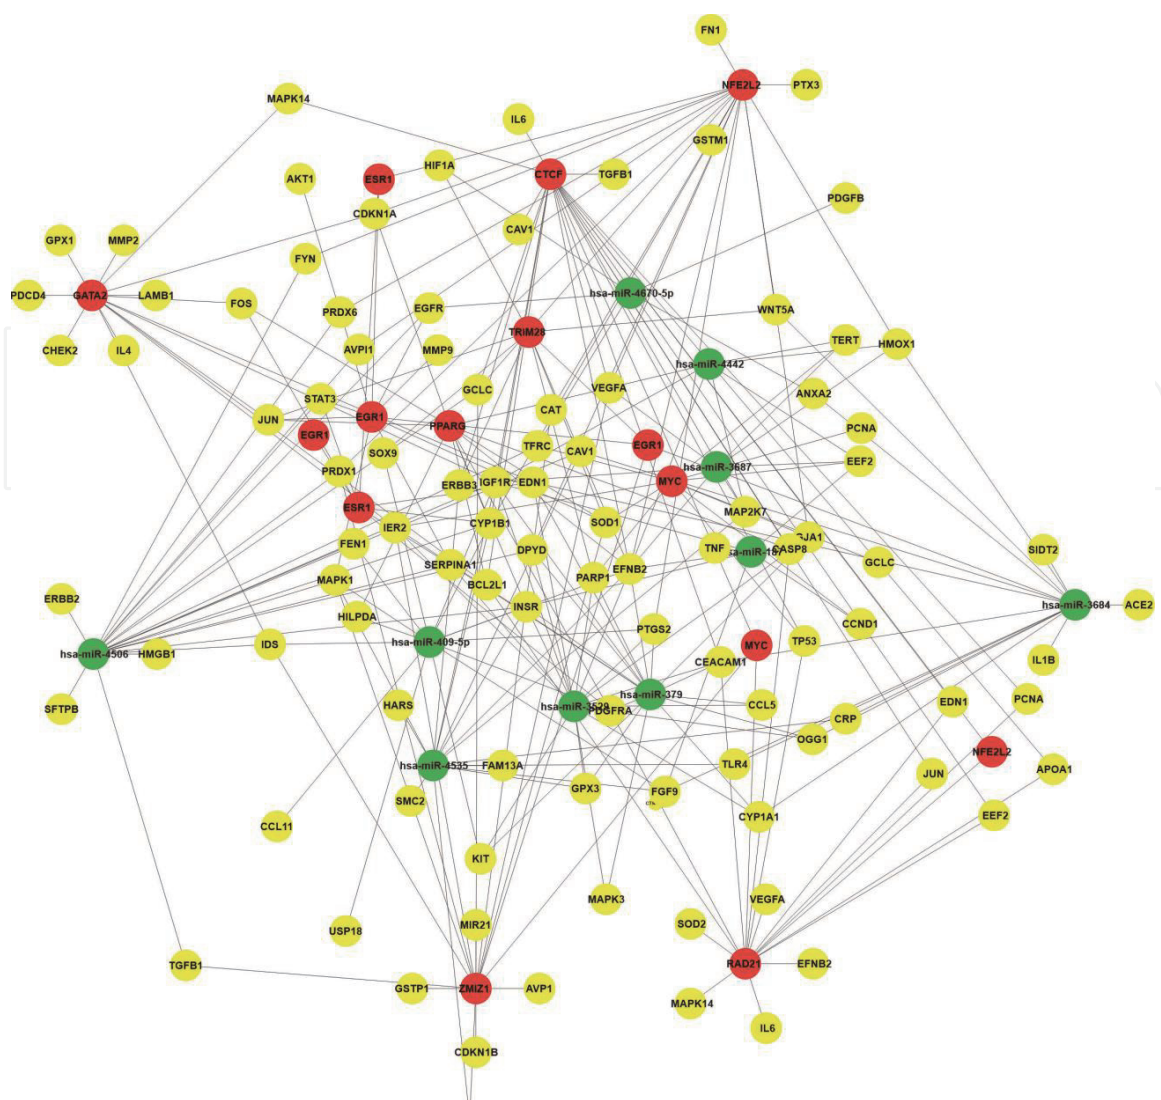 FN1
NFE2L2
PTX3
MAPK14
IL6
GSTM1
HIF1A
CTCF
TGFB1
AKT1
ESR1
PDGFB
CDKN1A
CAV1
GPX1
MMP2
FYN
PDCD4
GATA2
LAMB1
FOS
hsa-miR-4670-5p
PRDX6
EGFR
WNT5A
TRIM28
CHEK2
IL4
AVPI1
MMP9
TERT
HMOX1
hsa-miR-4442
GCLC
VEGFA
ANXA2
STAT3
JUN
EGR1
PPARG
CAT
PCNA
EGR1
SOX9
TFRC
CAV1
EGR1
EEF2
PRDX1
hsa-miR-3687
ERBB3
IGF1R
EDN1
MYC
ESR1
MAP2K7
IER2
CYP1B1
SOD1
GJA1
FEN1
DPYD
TNF
CASP8
SIDT2
MAPK1
SERPINA1
BCL2L1
PARP1
EFNB2
GCLC
ERBB2
HILPDA
INSR
hsa-miR-3684
ACE2
hsa-miR-4506
HMGB1
IDS
hsa-miR-409-5p
PTGS2
MYC
TP53
CCND1
CEACAM1
IL1B
SFTPB
HARS
hsa-miR-3529
hsa-miR-379
PDGFRA
CCL5
CRP
EDN1
PCNA
OGG1
NFE2L2
hsa-miR-4535
FAM13A
TLR4
JUN
APOA1
SMC2
GPX3
FGF9
CYP1A1
EEF2
CCL11
KIT
MAPK3
VEGFA
USP18
MIR21
SOD2
TGFB1
RAD21
EFNB2
GSTP1
ZMIZ1
AVP1
MAPK14
IL6
CDKN1B